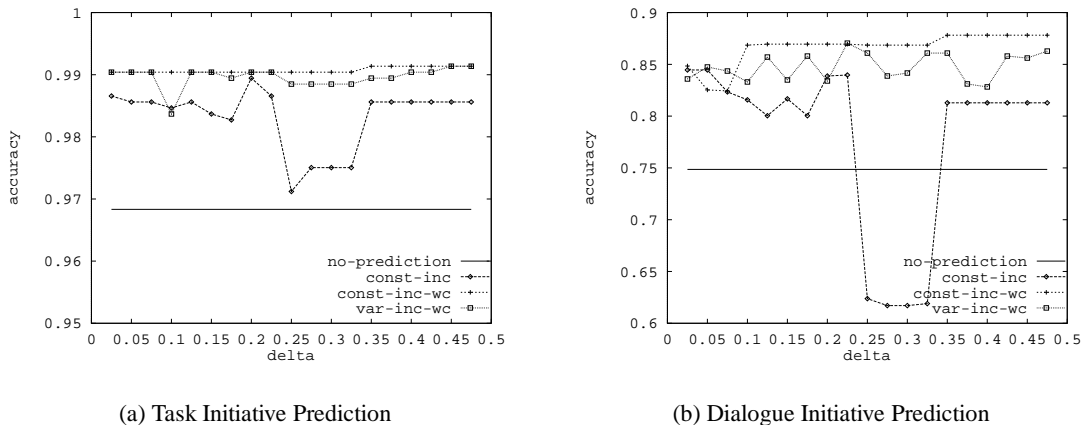 1
0.99
0.98
0.97
0.96
0.95
accuracy
0 0.05 0.1 0.15 0.2 0.25 0.3 0.35 0.4 0.45 0.5
delta
no-prediction
const-inc
const-inc-wc
var-inc-wc
(a) Task Initiative Prediction
0.9
0.85
0.8
0.75
0.7
0.65
0.6
accuracy
0 0.05 0.1 0.15 0.2 0.25 0.3 0.35 0.4 0.45 0.5
delta
no-prediction
const-inc
const-inc-wc
var-inc-wc
(b) Dialogue Initiative Prediction